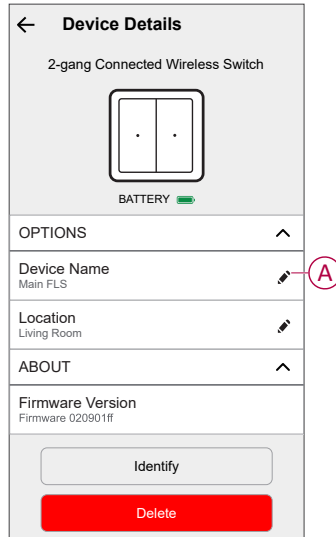 Device Details
2-gang Connected Wireless Switch
BATTERY
OPTIONS
Device Name
Main FLS
A
Location
Living Room
ABOUT
Firmware Version
Firmware 020901ff
Identify
Delete